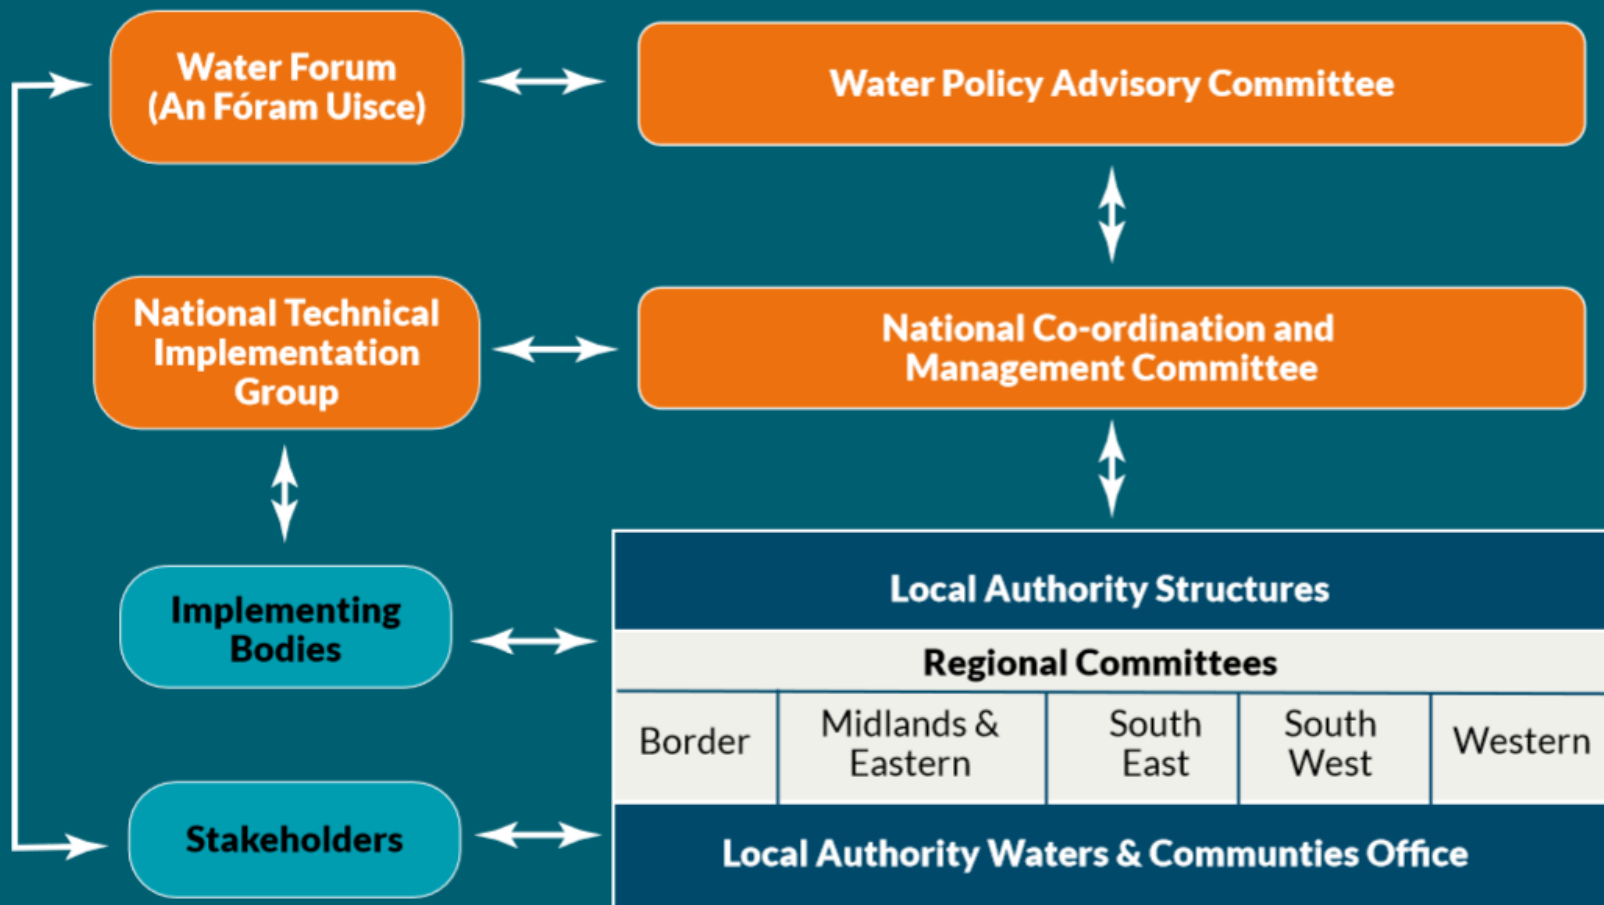 Water Forum
(An Fóram Uisce)
Water Policy Advisory Committee
National Technical
Implementation
Group
National Co-ordination and
Management Committee
Implementing
Bodies
Local Authority Structures
Regional Committees
Border
Midlands &
Eastern
South
East
South
West
Western
Stakeholders
Local Authority Waters & Communties Office